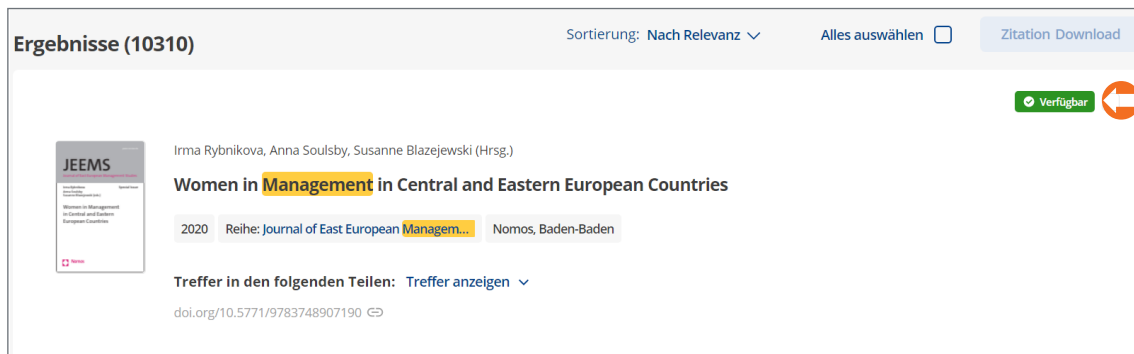 Ergebnisse (10310)
Sortierung: Nach Relevanz
Alles auswählen
Zitation Download
Verfügbar
JEEMS
Women in Management
in Central and Eastern
European Countries
Nomos
Irma Rybnikova, Anna Soulsby, Susanne Blazejewski (Hrsg.)
Women in Management in Central and Eastern European Countries
2020
Reihe: Journal of East European Managem...
Nomos, Baden-Baden
Treffer in den folgenden Teilen: Treffer anzeigen
doi.org/10.5771/9783748907190